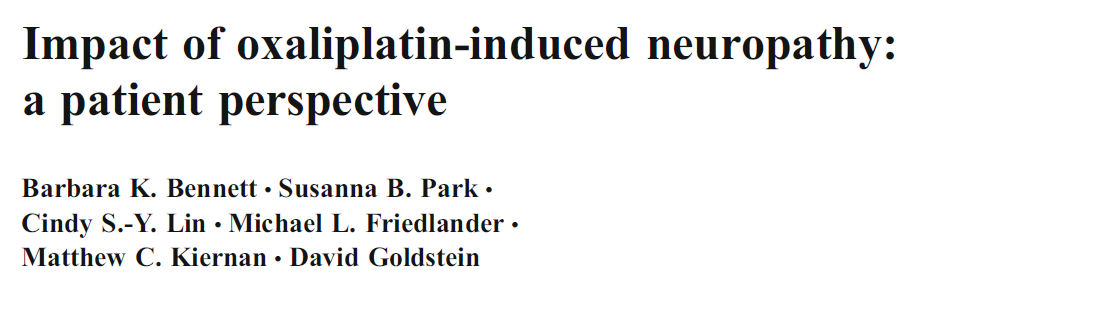 Impact of oxaliplatin-induced neuropathy:
a patient perspective
Barbara K. Bennett • Susanna B. Park •
Cindy S.-Y. Lin • Michael L. Friedlander •
Matthew C. Kiernan • David Goldstein